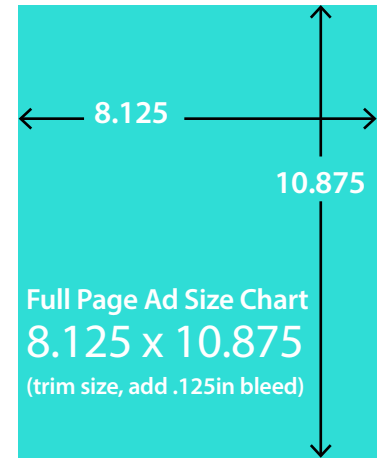 8.125
10.875
Full Page Ad Size Chart
8.125 x 10.875
(trim size, add .125in bleed)